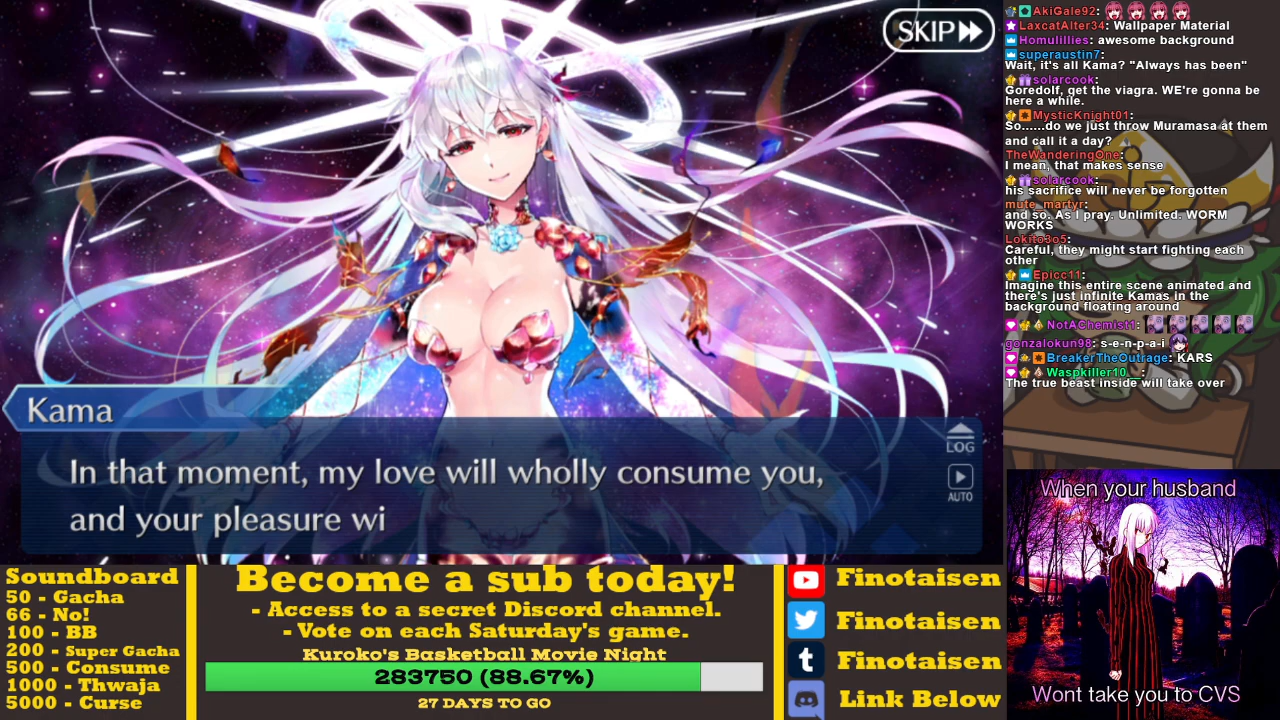 SKIP
Kama
In that moment, my love will wholly consume you,
and your pleasure wi
LOG
AUTO
AkiGale92:
LaxcatAlter34: Wallpaper Material
Homulillies: awesome background
superaustin7:
Wait, it's all Kama? "Always has been"
solarcook:
Goredolf, get the viagra. WE're gonna be
here a while.
MysticKnight01:
So......do we just throw Muramasa at them
and call it a day?
TheWanderingOne:
I mean, that makes sense
solarcook:
his sacrifice will never be forgotten
mute_martyr:
and so. As I pray. Unlimited. WORM
WORKS
Lokito3o5:
Careful, they might start fighting each
other
Epicc11:
Imagine this entire scene animated and
there's just infinite Kamas in the
background floating around
NotAChemist1:
gonzalokun98: s-e-n-p-a-i
BreakerTheOutrage: KARS
Waspkiller10__:
The true beast inside will take over
When your husband
Wont take you to CVS
Soundboard
50 - Gacha
66 - No!
100 - BB
200 - Super Gacha
500 - Consume
1000 - Thwaja
5000 - Curse
Become a sub today!
- Access to a secret Discord channel.
- Vote on each Saturday's game.
Kuroko's Basketball Movie Night
283750 (88.67%)
27 DAYS TO GO
Finotaisen
Finotaisen
t Finotaisen
Link Below